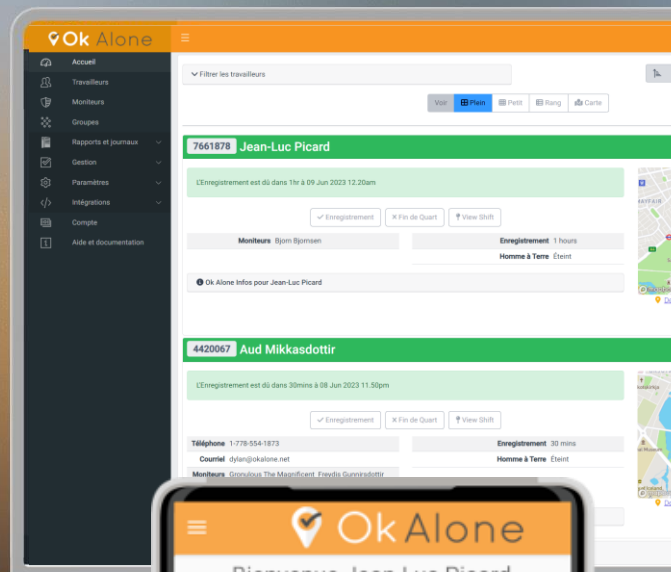 Ok Alone
Accueil
Travailleurs
Moniteurs
Groupes
Rapports et journaux
Gestion
Paramètres
Intégrations
Compte
Aide et documentation
Filtrer les travailleurs
Voir Plein Petit Rang Carte
7661878 Jean-Luc Picard
L'Enregistrement est dû dans 1hr à 09 Jun 2023 12.20am
Enregistrement Fin de Quart View Shift
Moniteurs Bjorn Bjornsen Enregistrement 1 hours
Homme à Terre Éteint
Ok Alone Infos pour Jean-Luc Picard
MAYFAIR
4420067 Aud Mikkasdottir
L'Enregistrement est dû dans 30mins à 08 Jun 2023 11.50pm
Enregistrement Fin de Quart View Shift
Téléphone 1-778-554-1873 Enregistrement 30 mins
Courriel dylan@okalone.net Homme à Terre Éteint
Moniteurs Gronulous The Magnificent, Freydis Gunnirsdottir
Ok Alone
Bienvenue Jean-Luc Picard